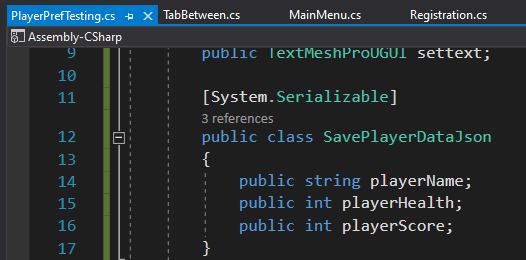 PlayerPrefTesting.cs TabBetween.cs MainMenu.cs Registration.cs
Assembly-CSharp
9 public TextMeshProUGUI settext;
10
11 [System.Serializable]
3 references
12 public class SavePlayerDataJson
13 {
14 public string playerName;
15 public int playerHealth;
16 public int playerScore;
17 }